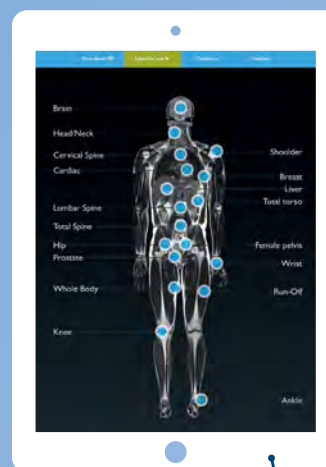 Brain
Head/Neck
Cervical Spine
Cardiac
Lumbar Spine
Total Spine
Hip
Prostate
Whole Body
Knee
Shoulder
Breast
Liver
Total torso
Female pelvis
Wrist
Run-Off
Ankle